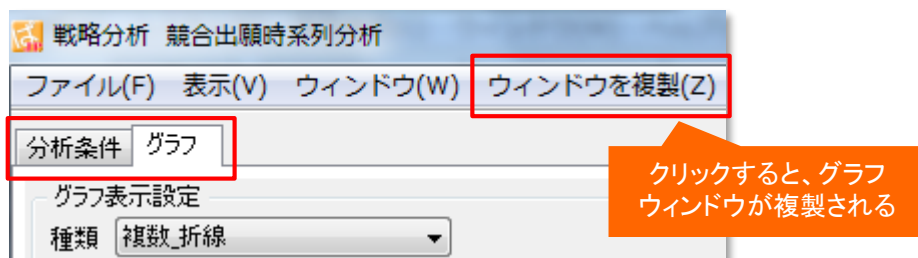 戦略分析 競合出願時系列分析
ファイル(F) 表示(V) ウィンドウ(W) ウィンドウを複製(Z)
分析条件 グラフ
グラフ表示設定
種類 複数_折線
クリックすると、グラフ
ウィンドウが複製される